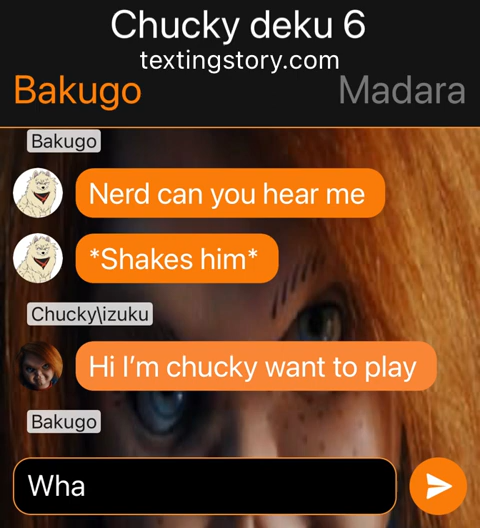 Chucky deku 6
textingstory.com
Bakugo Madara
Bakugo
Nerd can you hear me
*Shakes him*
Chucky\izuku
Hi I’m chucky want to play
Bakugo
Wha